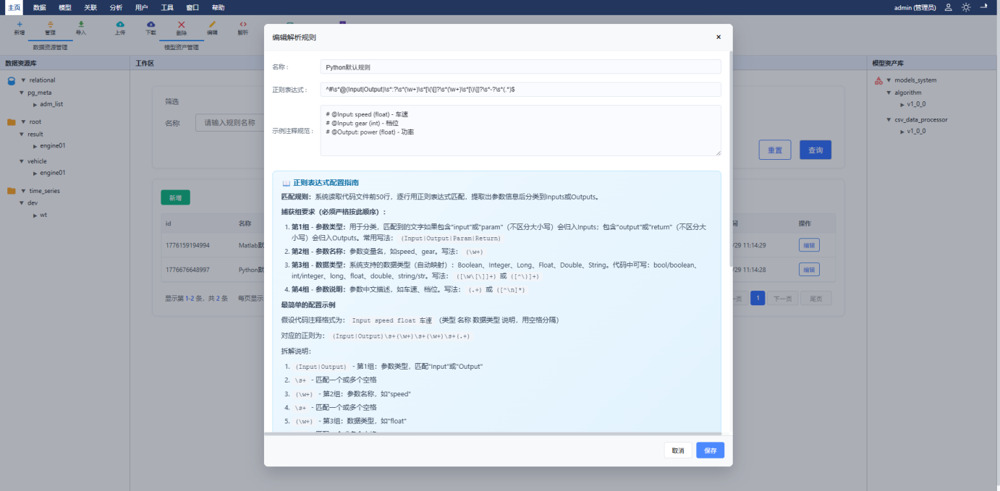 主页 数据 模型 关联 分析 用户 工具 窗口 帮助 admin (管理员)
新增 管理 导入 上传 下载 删除 编辑 解析
数据资源管理 模型资产管理
数据资源库 工作区 模型资产库
relational
pg_meta
adm_list
root
result
engine01
vehicle
engine01
time_series
dev
wt
筛选
名称 请输入规则名称
重置 查询
新增
id 名称 操作
1776159194994 Matlab默 /29 11:14:29 编辑
1776676648997 Python默 /29 11:14:28 编辑
显示第 1-2 条，共 2 条 每页显示 1 下一页 尾页
models_system
algorithm
v1_0_0
csv_data_processor
v1_0_0
编辑解析规则 ×
名称： Python默认规则
正则表达式： ^#\s*@(Input|Output)\s*:?\s*(\w+)\s*[\(\[]?\s*(\w+)\s*[\)\]]?\s*-?\s*(.*)$
示例注释规范：
# @Input: speed (float) - 车速
# @Input: gear (int) - 档位
# @Output: power (float) - 功率
正则表达式配置指南
匹配规则：系统读取代码文件前50行，逐行用正则表达式匹配，提取出参数信息后分类到Inputs或Outputs。
捕获组要求（必须严格按此顺序）：
1. 第1组 - 参数类型：用于分类，匹配到的文字如果包含"input"或"param"（不区分大小写）会归入Inputs；包含"output"或"return"（不区分大
小写）会归入Outputs。常用写法： (Input|Output|Param|Return)
2. 第2组 - 参数名称：参数变量名，如speed、gear。写法： (\w+)
3. 第3组 - 数据类型：系统支持的数据类型（自动映射）：Boolean、Integer、Long、Float、Double、String。代码中可写：bool/boolean、
int/integer、long、float、double、string/str。写法： ([\w\[\]]+) 或 ([^\)]+)
4. 第4组 - 参数说明：参数中文描述，如车速、档位。写法： (.+) 或 ([^\n]*)
最简单的配置示例
假设代码注释格式为： Input speed float 车速 （类型 名称 数据类型 说明，用空格分隔）
对应的正则为： (Input|Output)\s+(\w+)\s+(\w+)\s+(.+)
拆解说明：
1. (Input|Output) - 第1组：参数类型，匹配"Input"或"Output"
2. \s+ - 匹配一个或多个空格
3. (\w+) - 第2组：参数名称，如"speed"
4. \s+ - 匹配一个或多个空格
5. (\w+) - 第3组：数据类型，如"float"
取消 保存